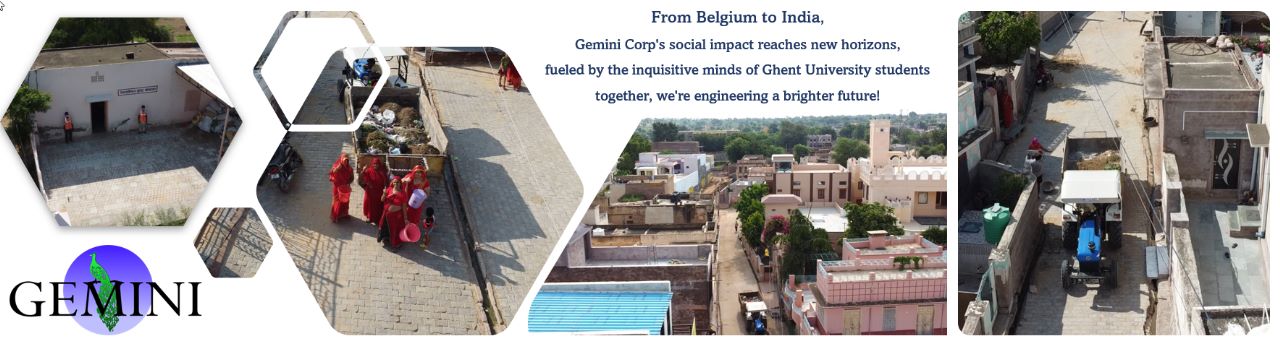 From Belgium to India,
Gemini Corp's social impact reaches new horizons,
fueled by the inquisitive minds of Ghent University students
together, we're engineering a brighter future!
GEMINI